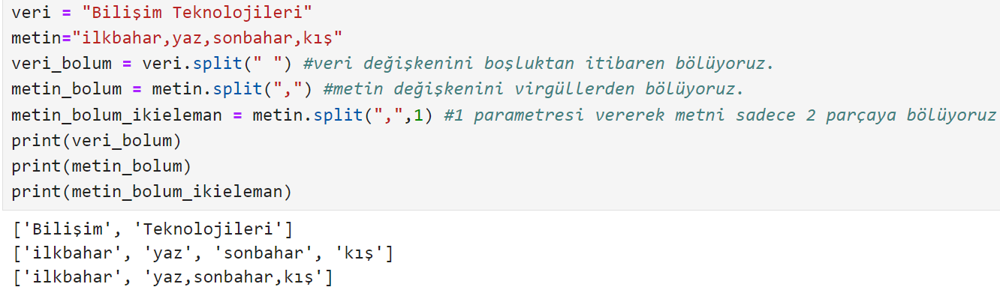 veri = "Bilişim Teknolojileri"
metin="ilkbahar,yaz,sonbahar,kış"
veri_bolum = veri.split(" ") #veri değişkenini boşluktan itibaren bölüyoruz.
metin_bolum = metin.split(",") #metin değişkenini virgüllerden bölüyoruz.
metin_bolum_ikieleman = metin.split(",",1) #1 parametresi vererek metni sadece 2 parçaya bölüyoruz
print(veri_bolum)
print(metin_bolum)
print(metin_bolum_ikieleman)
['Bilişim', 'Teknolojileri']
['ilkbahar', 'yaz', 'sonbahar', 'kış']
['ilkbahar', 'yaz,sonbahar,kış']